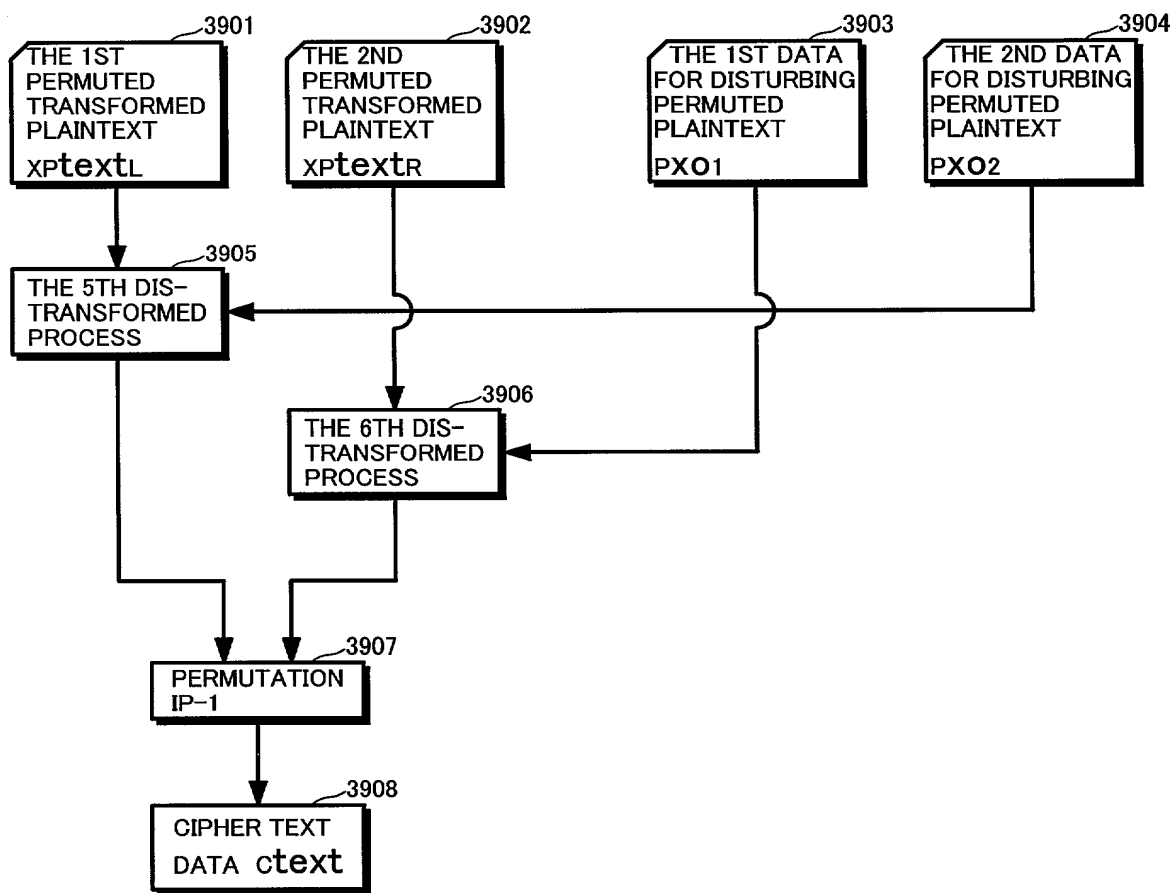 3901
THE 1ST
PERMUTED
TRANSFORMED
PLAINTEXT
XPtextL
3902
THE 2ND
PERMUTED
TRANSFORMED
PLAINTEXT
XPtextR
3903
THE 1ST DATA
FOR DISTURBING
PERMUTED
PLAINTEXT
PXO1
3904
THE 2ND DATA
FOR DISTURBING
PERMUTED
PLAINTEXT
PXO2
3905
THE 5TH DIS-
TRANSFORMED
PROCESS
3906
THE 6TH DIS-
TRANSFORMED
PROCESS
3907
PERMUTATION
IP-1
3908
CIPHER TEXT
DATA Ctext